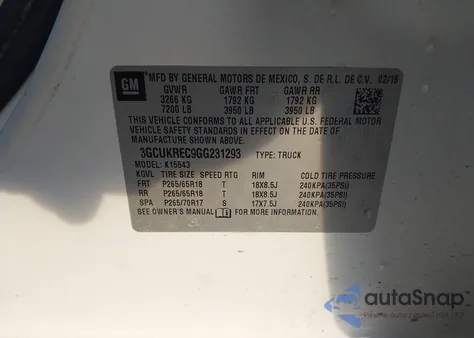 GM
MFD BY GENERAL MOTORS DE MEXICO, S. DE R.L. DE C.V. 02/16
GVWR GAWR FRT GAWR RR
3266 KG 1792 KG 1792 KG
7200 LB 3950 LB 3950 LB
THIS VEHICLE CONFORMS TO ALL APPLICABLE U.S. FEDERAL MOTOR
VEHICLE SAFETY STANDARDS IN EFFECT ON THE DATE OF
MANUFACTURE SHOWN ABOVE.
3GCUKREC9GG231293 TYPE: TRUCK
MODEL: K15543
KGVL TIRE SIZE SPEED RTG RIM COLD TIRE PRESSURE
FRT P265/65R18 T 18X8.5J 240KPA(35PSI)
RR P265/65R18 T 18X8.5J 240KPA(35PSI)
SPA P265/70R17 S 17X7.5J 240KPA(35PSI)
SEE OWNER'S MANUAL
autoSnap